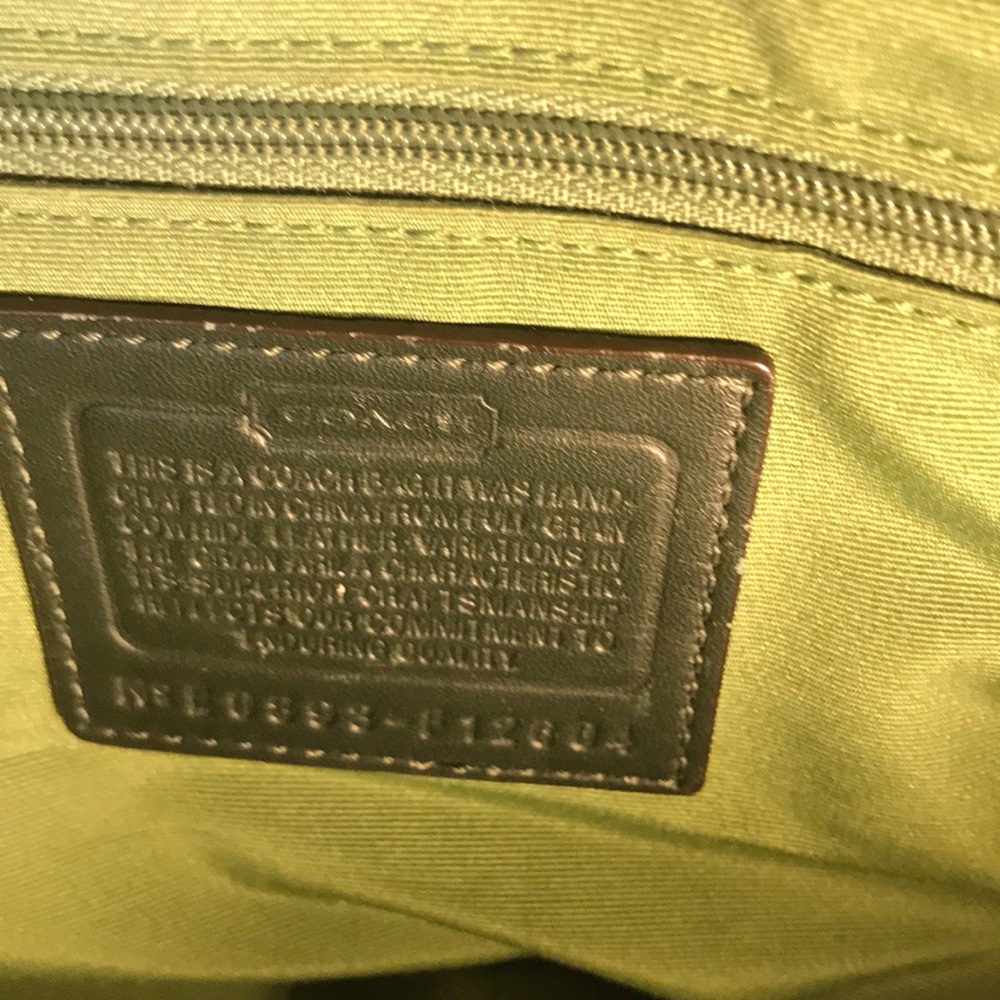 COACH
THIS IS A COACH BAG. IT WAS HAND-
CRAFTED IN CHINA FROM FULL-GRAIN
COWHIDE LEATHER. VARIATIONS IN
THE GRAIN ARE A CHARACTERISTIC.
THE SUPERIOR CRAFTSMANSHIP
REFLECTS OUR COMMITMENT TO
ENDURING QUALITY.